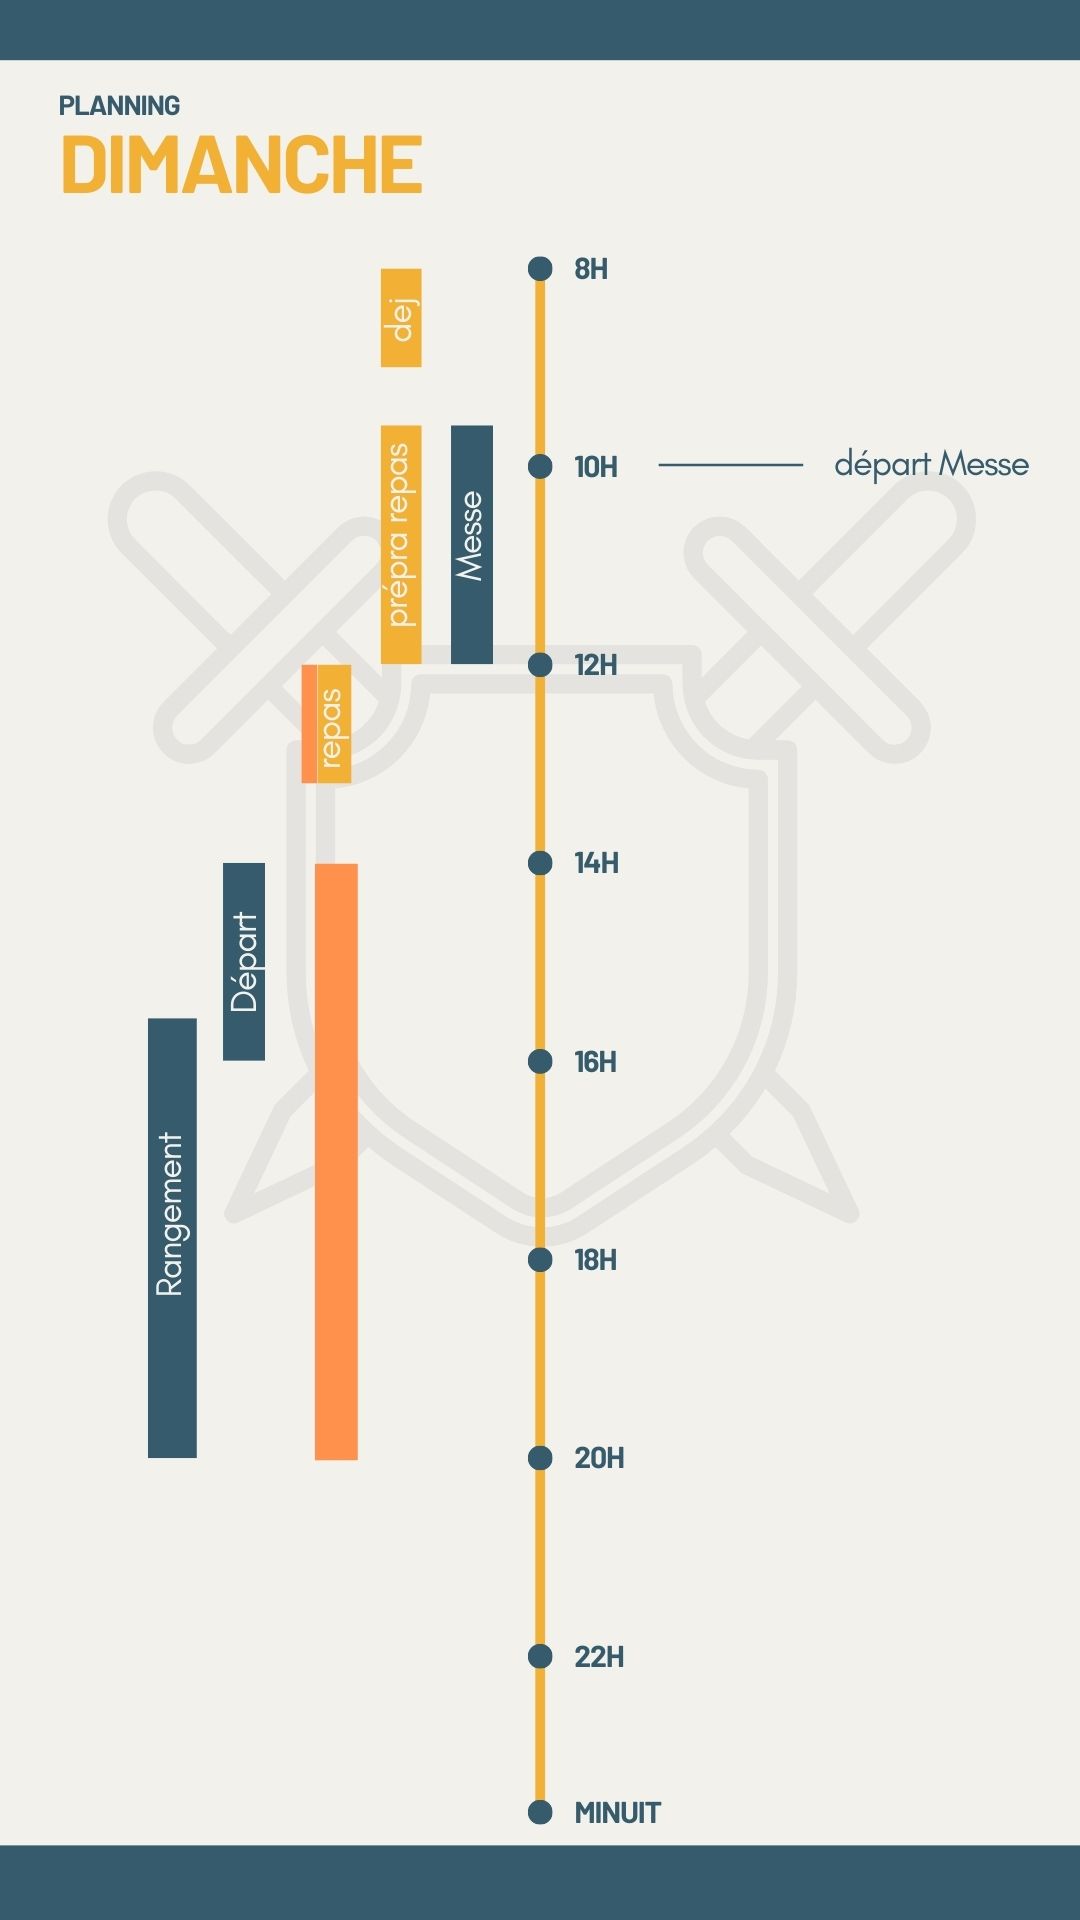 PLANNING
DIMANCHE
8H
dej
10H
départ Messe
prépra repas
Messe
12H
repas
14H
Départ
16H
Rangement
18H
20H
22H
MINUIT